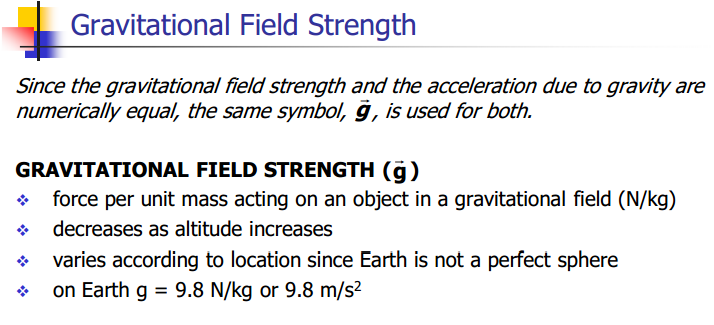 Gravitational Field Strength
Since the gravitational field strength and the acceleration due to gravity are
numerically equal, the same symbol, g⃗, is used for both.
GRAVITATIONAL FIELD STRENGTH (g⃗)
❖ force per unit mass acting on an object in a gravitational field (N/kg)
❖ decreases as altitude increases
❖ varies according to location since Earth is not a perfect sphere
❖ on Earth g = 9.8 N/kg or 9.8 m/s²